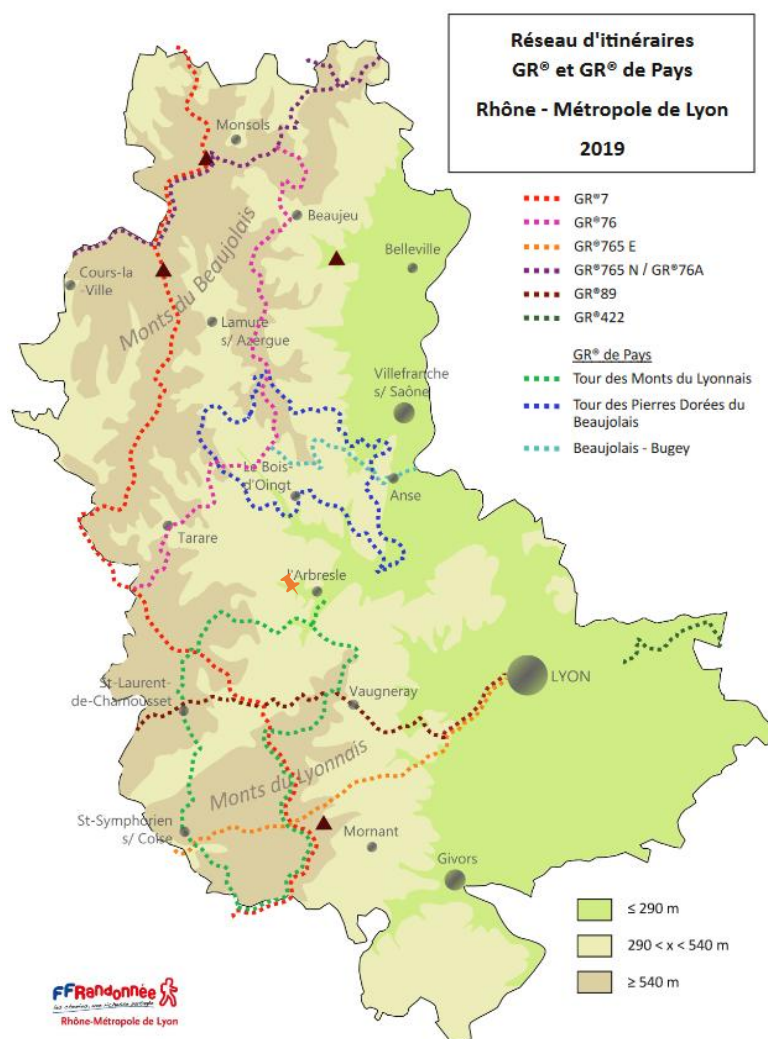 Réseau d'itinéraires
GR® et GR® de Pays
Rhône - Métropole de Lyon
2019
GR®7
GR®76
GR®765 E
GR®765 N / GR®76A
GR®89
GR®422
GR® de Pays
Tour des Monts du Lyonnais
Tour des Pierres Dorées du
Beaujolais
Beaujolais - Bugey
Monsols
Beaujeu
Belleville
Cours-la
-Ville
Monts du Beaujolais
Lamure
s/ Azergue
Villefranche
s/ Saône
Le Bois-
d'Oingt
Anse
Tarare
l'Arbresle
LYON
St-Laurent-
de-Chamousset
Vaugneray
Monts du Lyonnais
St-Symphorien
s/ Coise
Mornant
Givors
≤ 290 m
290 < x < 540 m
≥ 540 m
FFRandonnée
Rhône-Métropole de Lyon